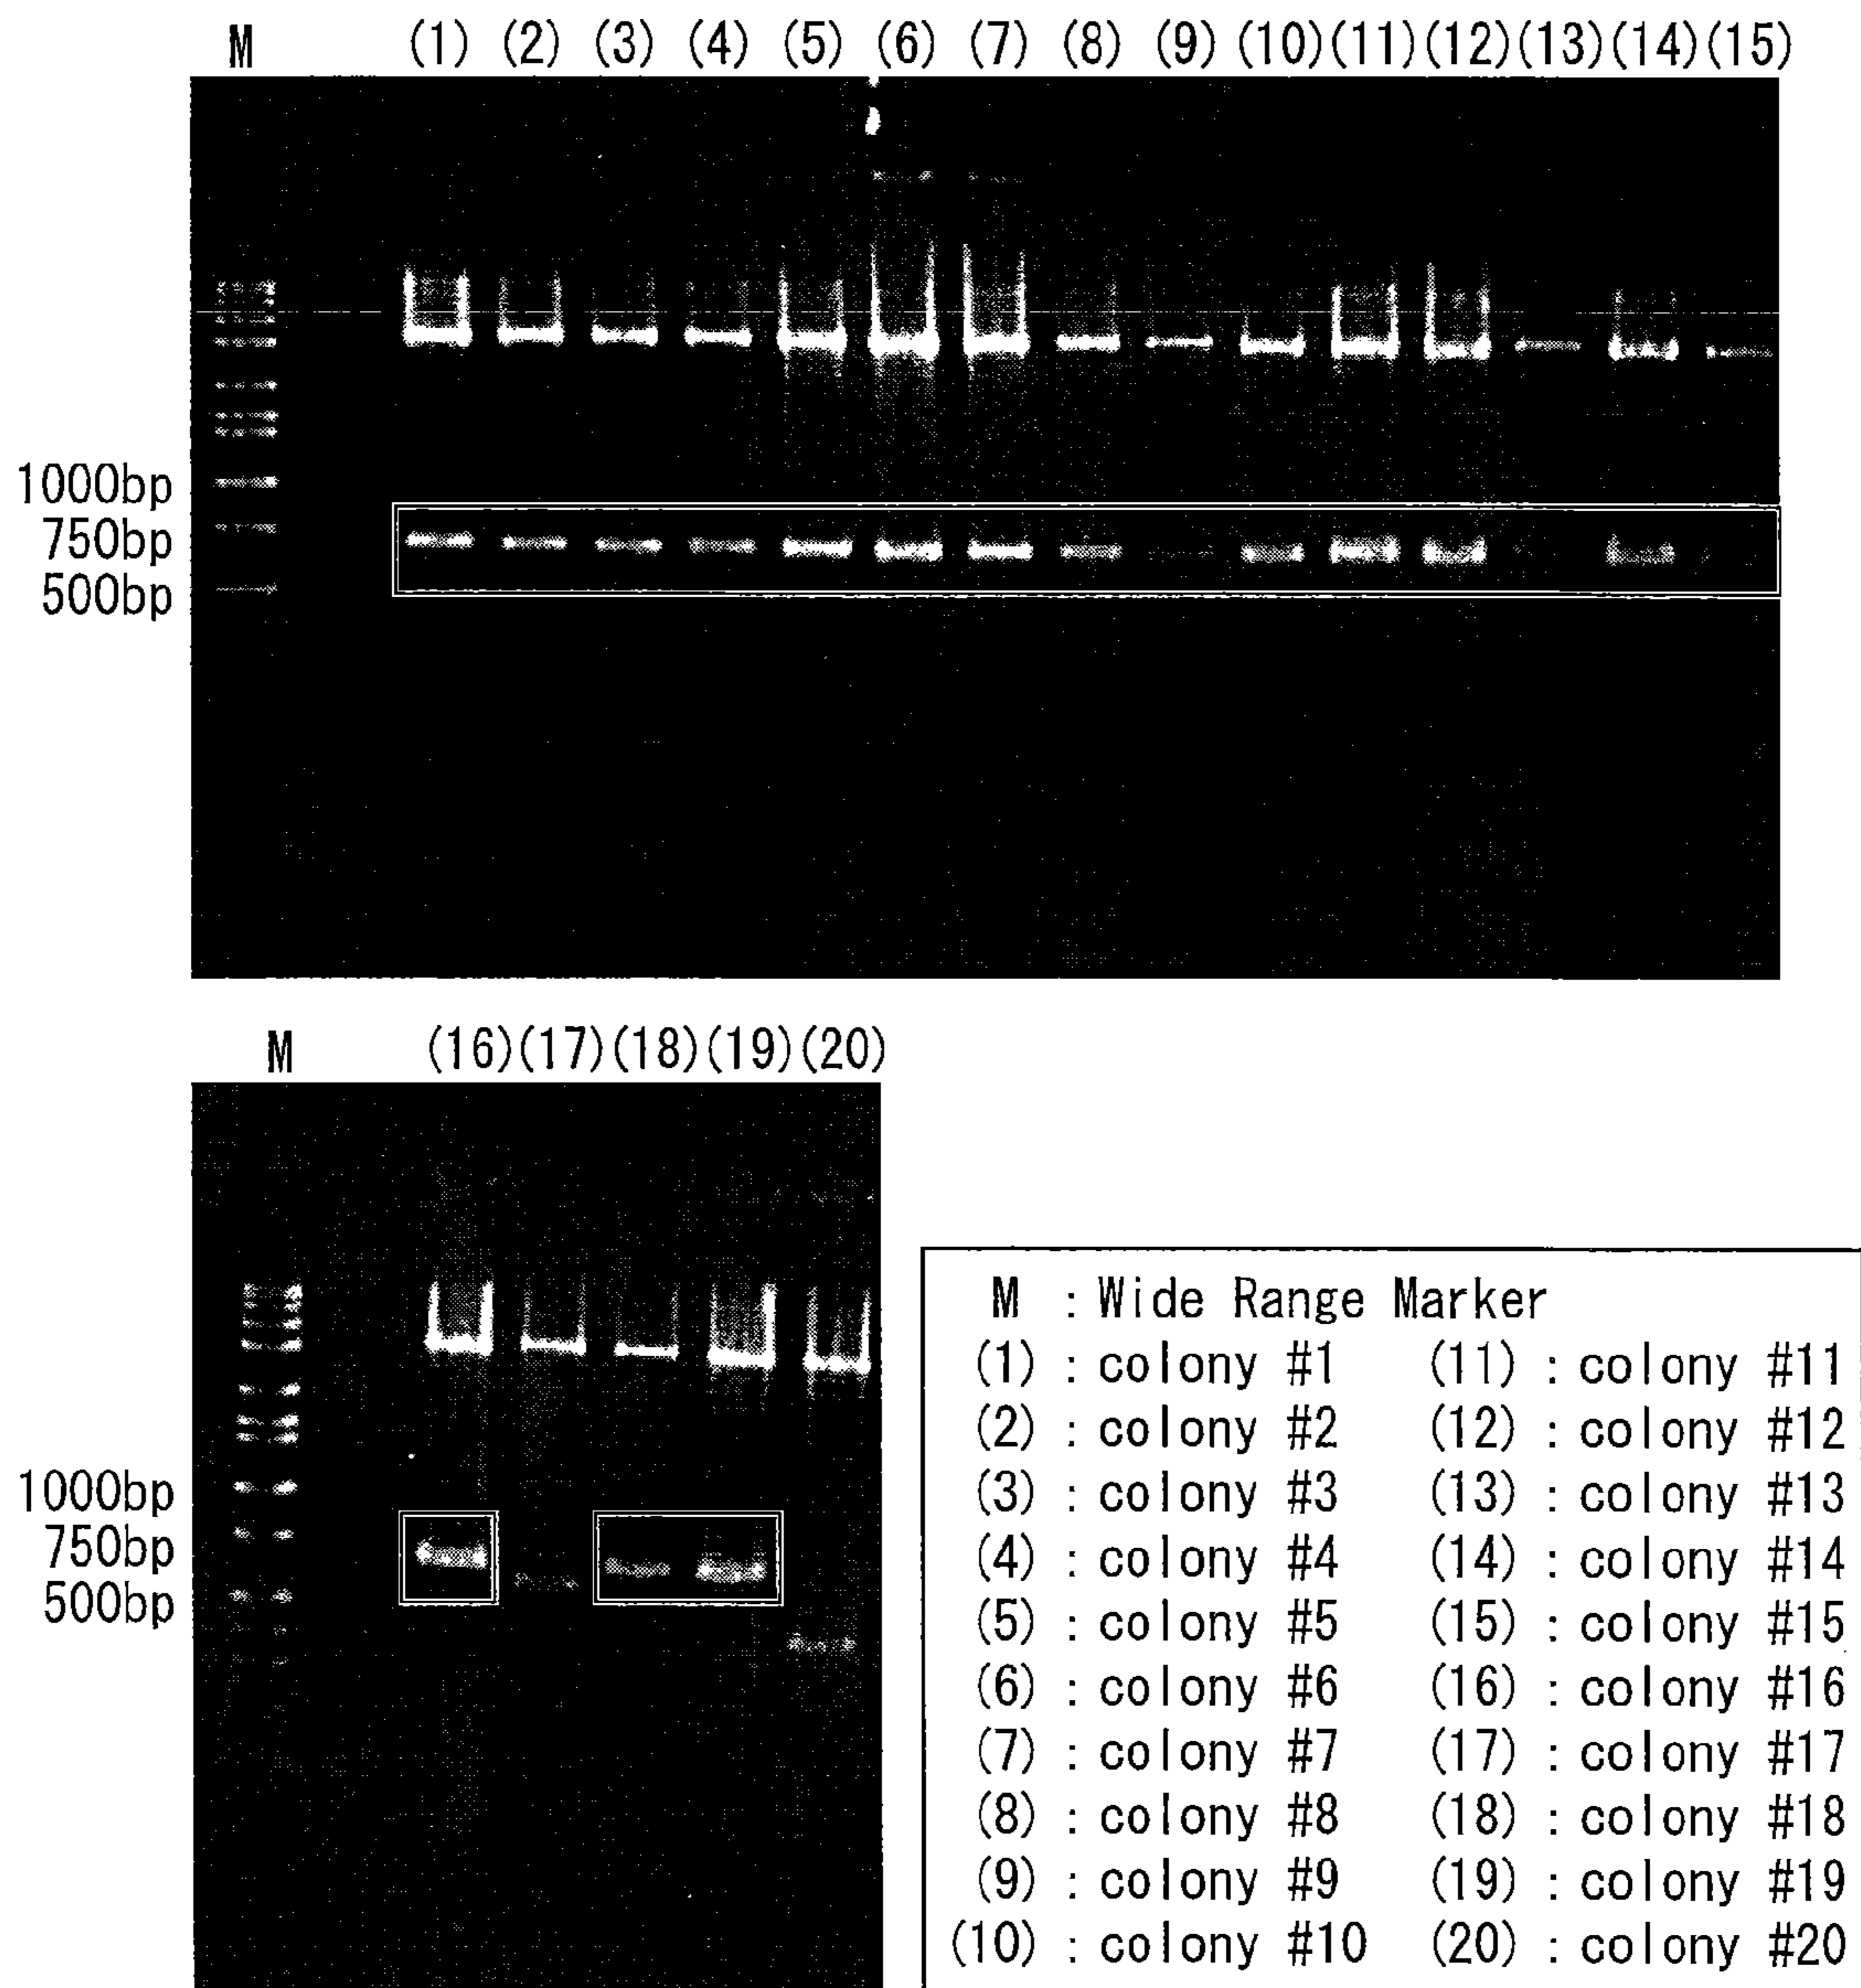 M (1) (2) (3) (4) (5) (6) (7) (8) (9) (10) (11) (12) (13) (14) (15)
1000bp
750bp
500bp
M (16) (17) (18) (19) (20)
1000bp
750bp
500bp
M : Wide Range Marker
(1) : colony #1 (11) : colony #11
(2) : colony #2 (12) : colony #12
(3) : colony #3 (13) : colony #13
(4) : colony #4 (14) : colony #14
(5) : colony #5 (15) : colony #15
(6) : colony #6 (16) : colony #16
(7) : colony #7 (17) : colony #17
(8) : colony #8 (18) : colony #18
(9) : colony #9 (19) : colony #19
(10) : colony #10 (20) : colony #20